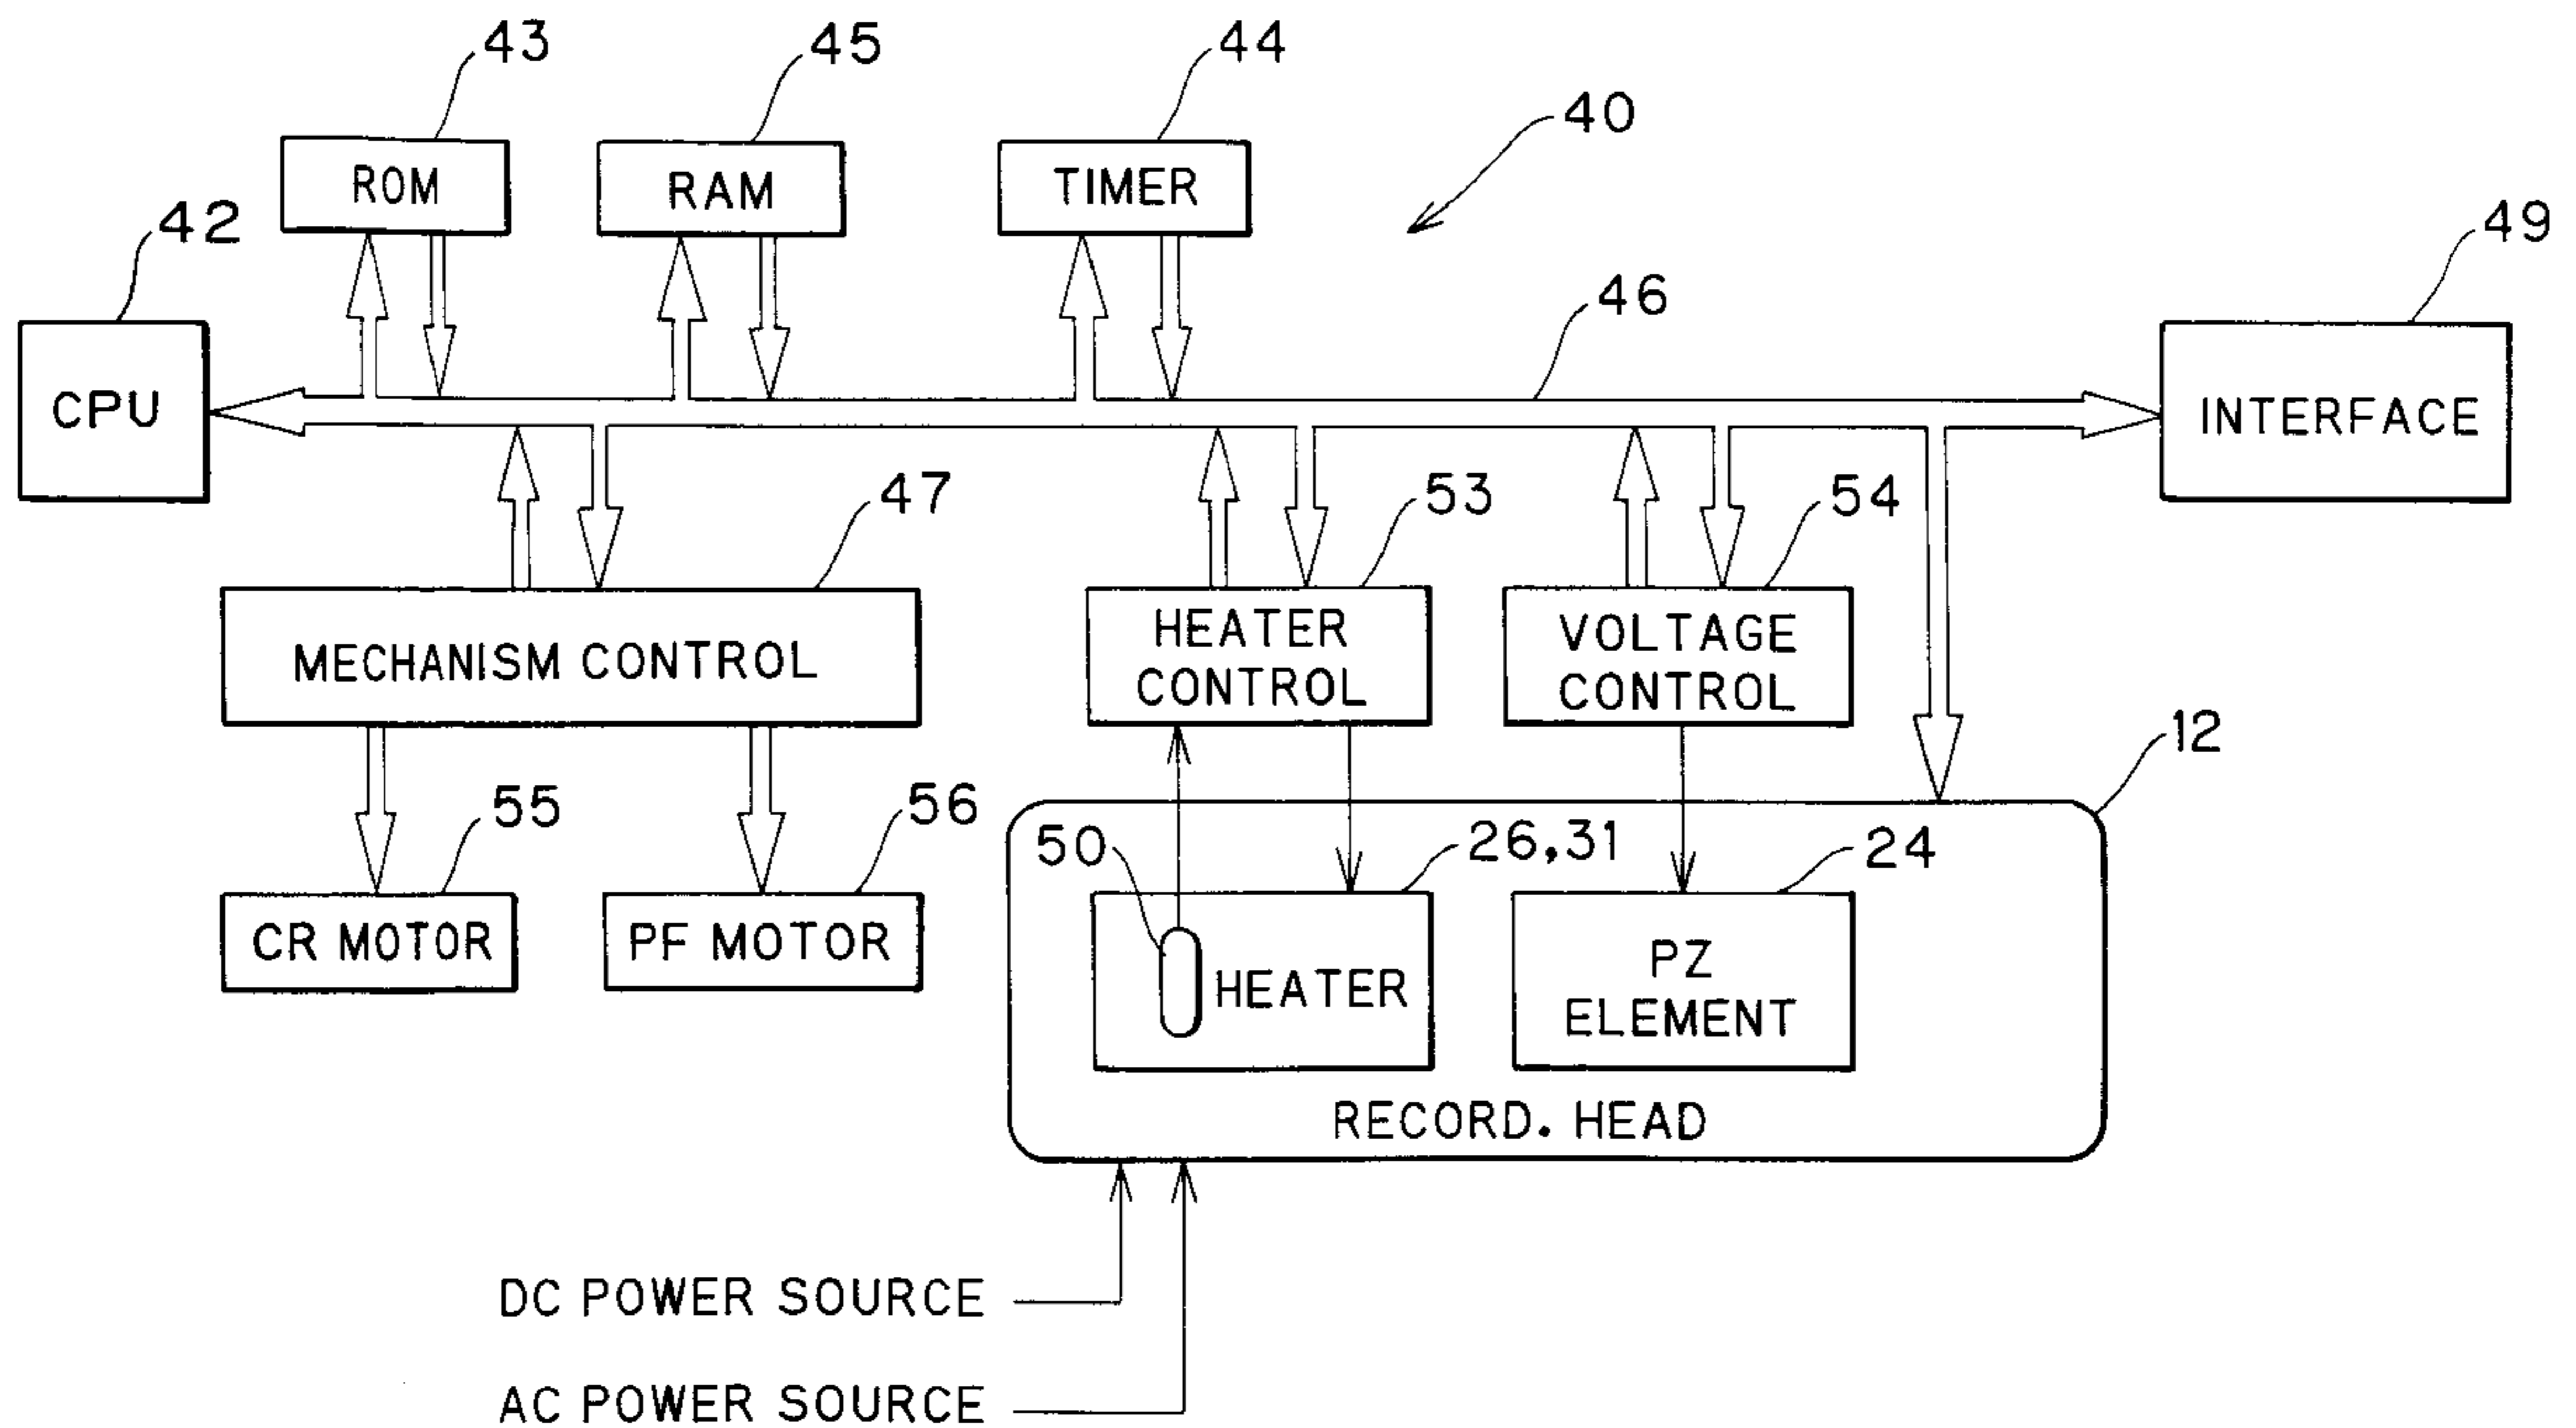 43
45
44
40
ROM
RAM
TIMER
42
49
46
CPU
INTERFACE
47
53
54
MECHANISM CONTROL
HEATER
CONTROL
VOLTAGE
CONTROL
12
55
56
50
26,31
24
CR MOTOR
PF MOTOR
HEATER
PZ
ELEMENT
RECORD. HEAD
DC POWER SOURCE
AC POWER SOURCE